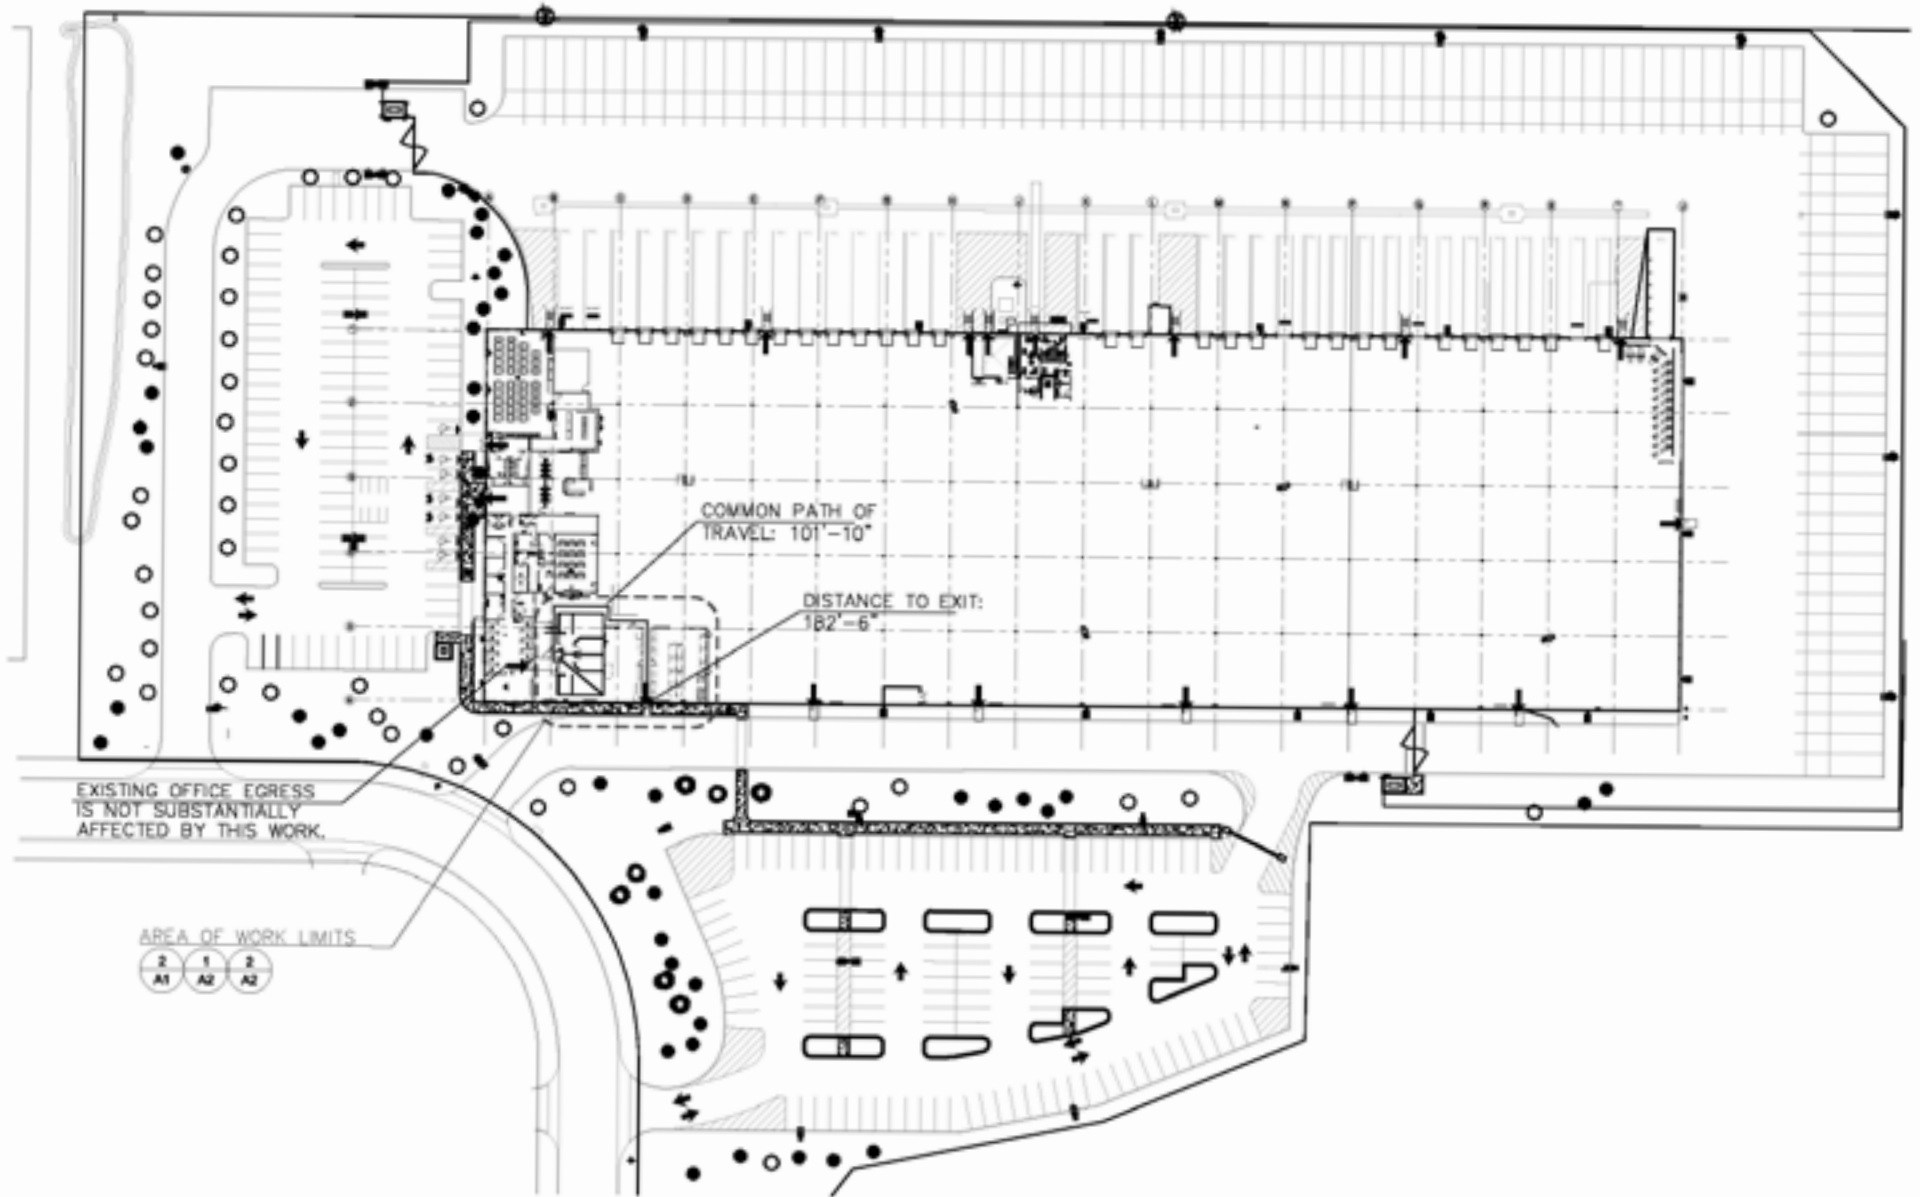 COMMON PATH OF
TRAVEL: 101'-10"
DISTANCE TO EXIT:
182'-6"
EXISTING OFFICE EGRESS
IS NOT SUBSTANTIALLY
AFFECTED BY THIS WORK.
AREA OF WORK LIMITS
2 1 2
A1 A2 A2